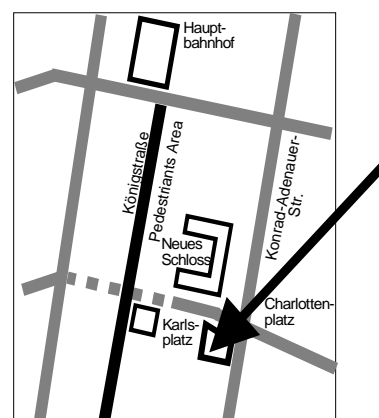 Haupt-
bahnhof
Königstraße
Pedestriants Area
Konrad-Adenauer-
Str.
Neues
Schloss
Charlotten-
platz
Karls-
platz